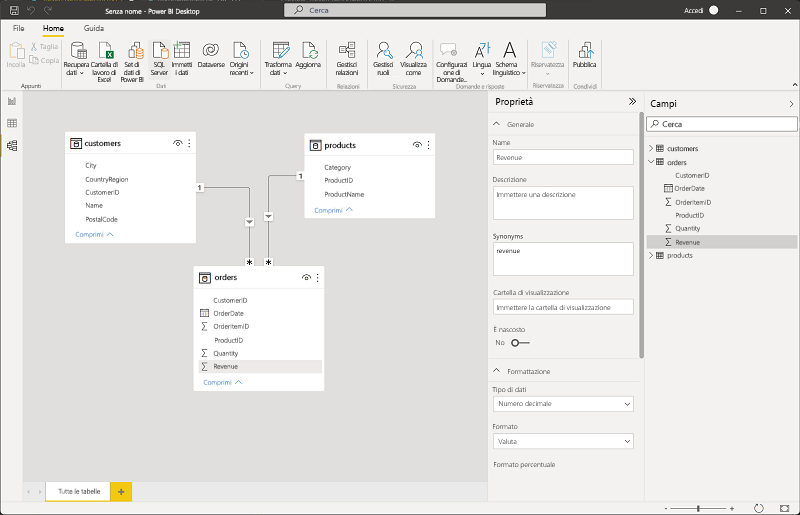 Senza nome - Power BI Desktop
Cerca
Accedi
File
Home
Guida
Incolla
Taglia
Copia
Appunti
Recupera dati
Cartella di lavoro di Excel
Set di dati di Power BI
SQL Server
Immetti dati
Dataverse
Origini recenti
Dati
Trasforma dati
Aggiorna
Query
Gestisci relazioni
Relazioni
Gestisci ruoli
Visualizza come
Sicurezza
Configurazione di Domande...
Lingua
Schema linguistico
Domande e risposte
Riservatezza
Riservatezza
Pubblica
Condividi
customers
City
CountryRegion
CustomerID
Name
PostalCode
Comprimi
products
Category
ProductID
ProductName
Comprimi
1
1
*
*
orders
CustomerID
OrderDate
OrderItemID
ProductID
Quantity
Revenue
Comprimi
Proprietà
Generale
Name
Revenue
Descrizione
Immettere una descrizione
Synonyms
revenue
Cartella di visualizzazione
Immettere la cartella di visualizzazione
È nascosto
No
Formattazione
Tipo di dati
Numero decimale
Formato
Valuta
Formato percentuale
Campi
Cerca
customers
orders
CustomerID
OrderDate
OrderItemID
ProductID
Quantity
Revenue
products
Tutte le tabelle
+
- +